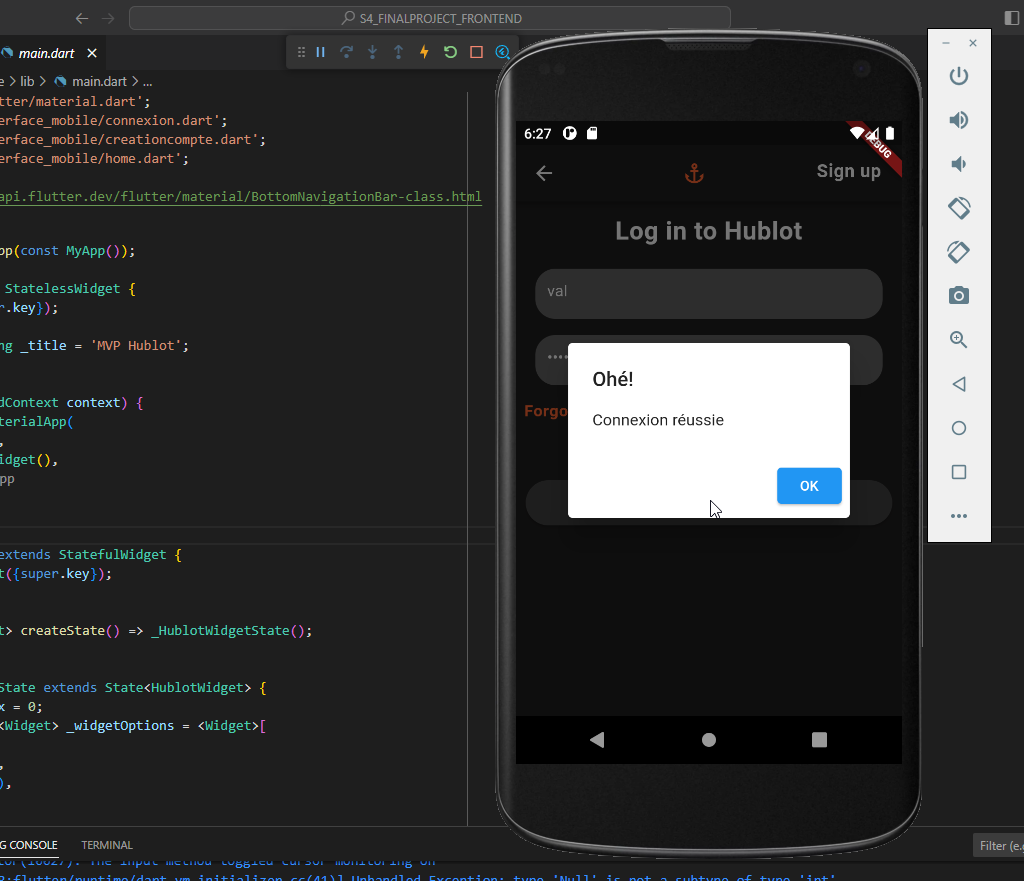 S4_FINALPROJECT_FRONTEND
main.dart
e > lib > main.dart > ...
tter/material.dart';
erface_mobile/connexion.dart';
erface_mobile/creationcompte.dart';
erface_mobile/home.dart';
api.flutter.dev/flutter/material/BottomNavigationBar-class.html
pp(const MyApp());
StatelessWidget {
r.key});
ng _title = 'MVP Hublot';
dContext context) {
terialApp(
,
idget(),
pp
extends StatefulWidget {
t({super.key});
t> createState() => _HublotWidgetState();
State extends State<HublotWidget> {
x = 0;
<Widget> _widgetOptions = <Widget>[
,
),
6:27
DEBUG
Sign up
Log in to Hublot
val
••••
Forgo
Ohé!
Connexion réussie
OK
G CONSOLE
TERMINAL
Filter (e.g
tor(18027): The input method toggled cursor monitoring on
R:flutter/runtime/dart_vm_initializer.cc(41)] Unhandled Exception: type 'Null' is not a subtype of type 'int'